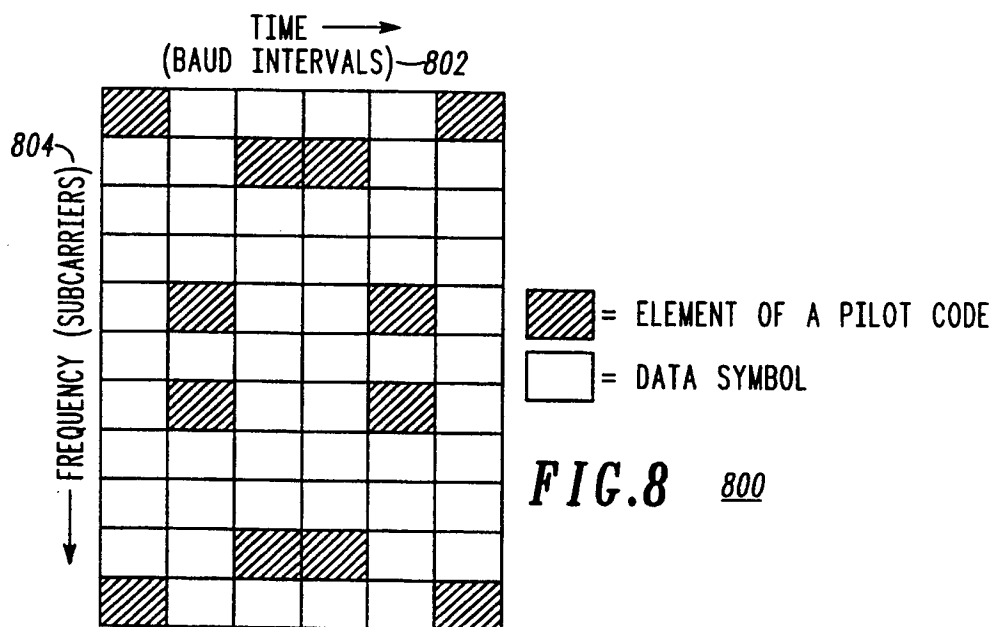 TIME
(BAUD INTERVALS) 802
804
FREQUENCY (SUBCARRIERS)
= ELEMENT OF A PILOT CODE
= DATA SYMBOL
FIG.8 800